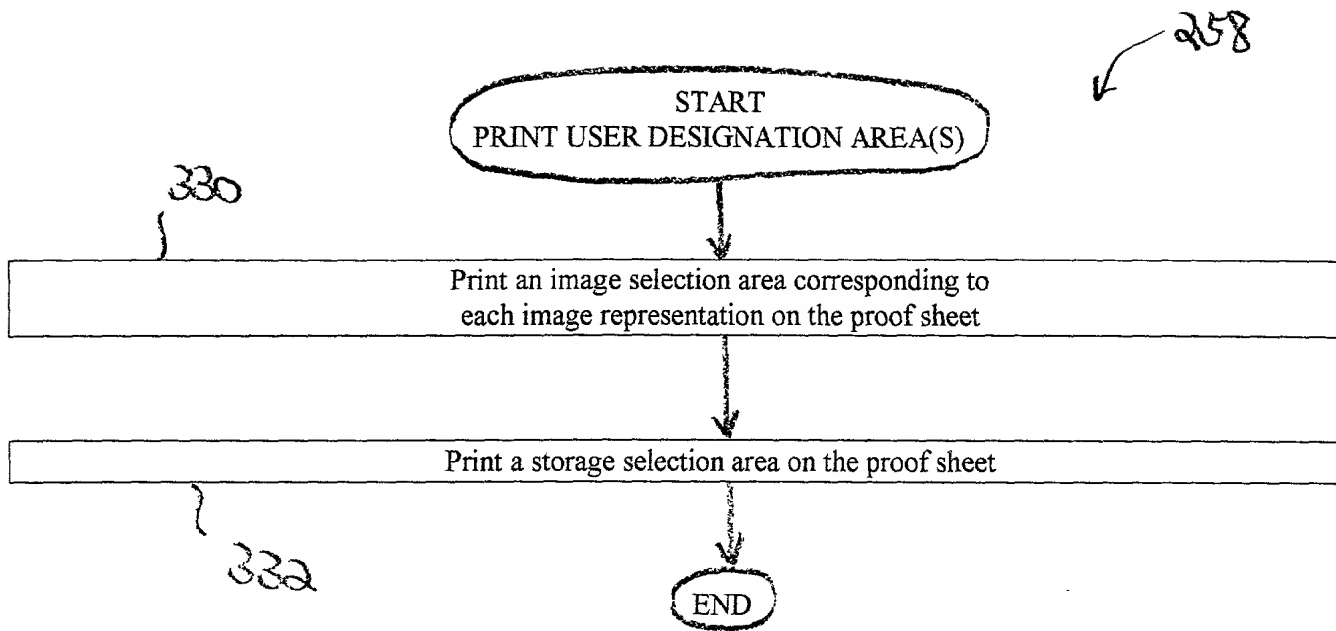 258
START
PRINT USER DESIGNATION AREA(S)
330
Print an image selection area corresponding to
each image representation on the proof sheet
Print a storage selection area on the proof sheet
332
END